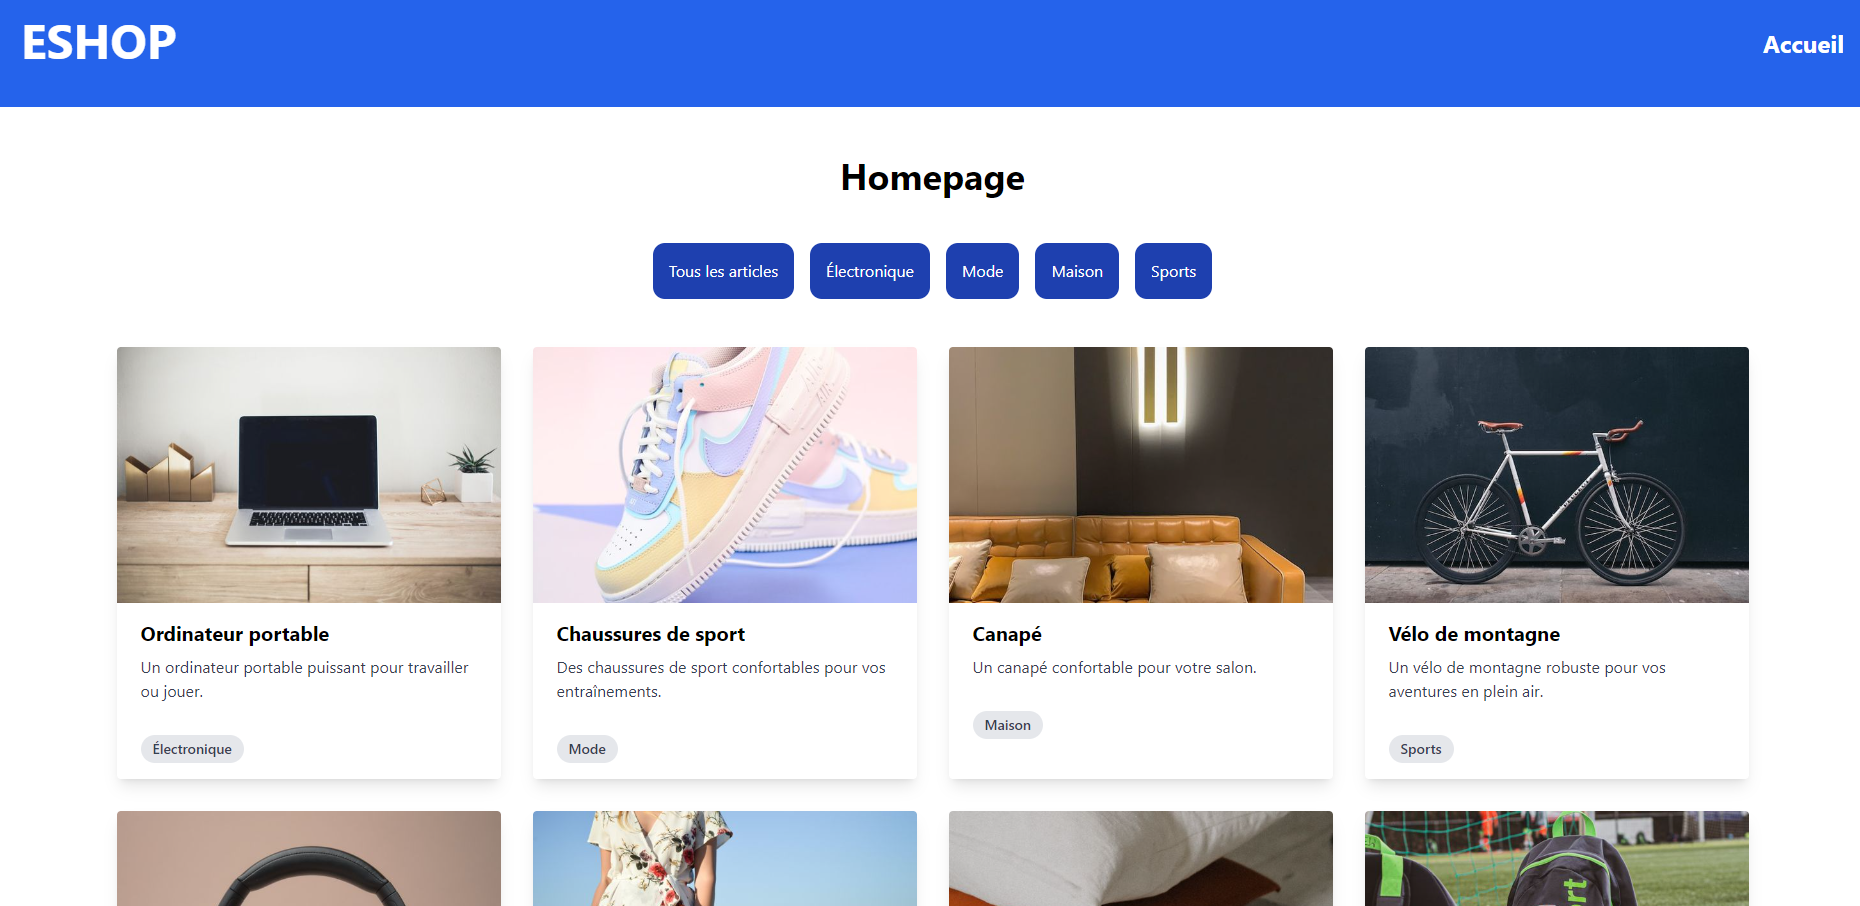 ESHOP
Accueil
Homepage
Tous les articles
Électronique
Mode
Maison
Sports
AIR
Ordinateur portable
Un ordinateur portable puissant pour travailler
ou jouer.
Électronique
Chaussures de sport
Des chaussures de sport confortables pour vos
entraînements.
Mode
Canapé
Un canapé confortable pour votre salon.
Maison
Vélo de montagne
Un vélo de montagne robuste pour vos
aventures en plein air.
Sports